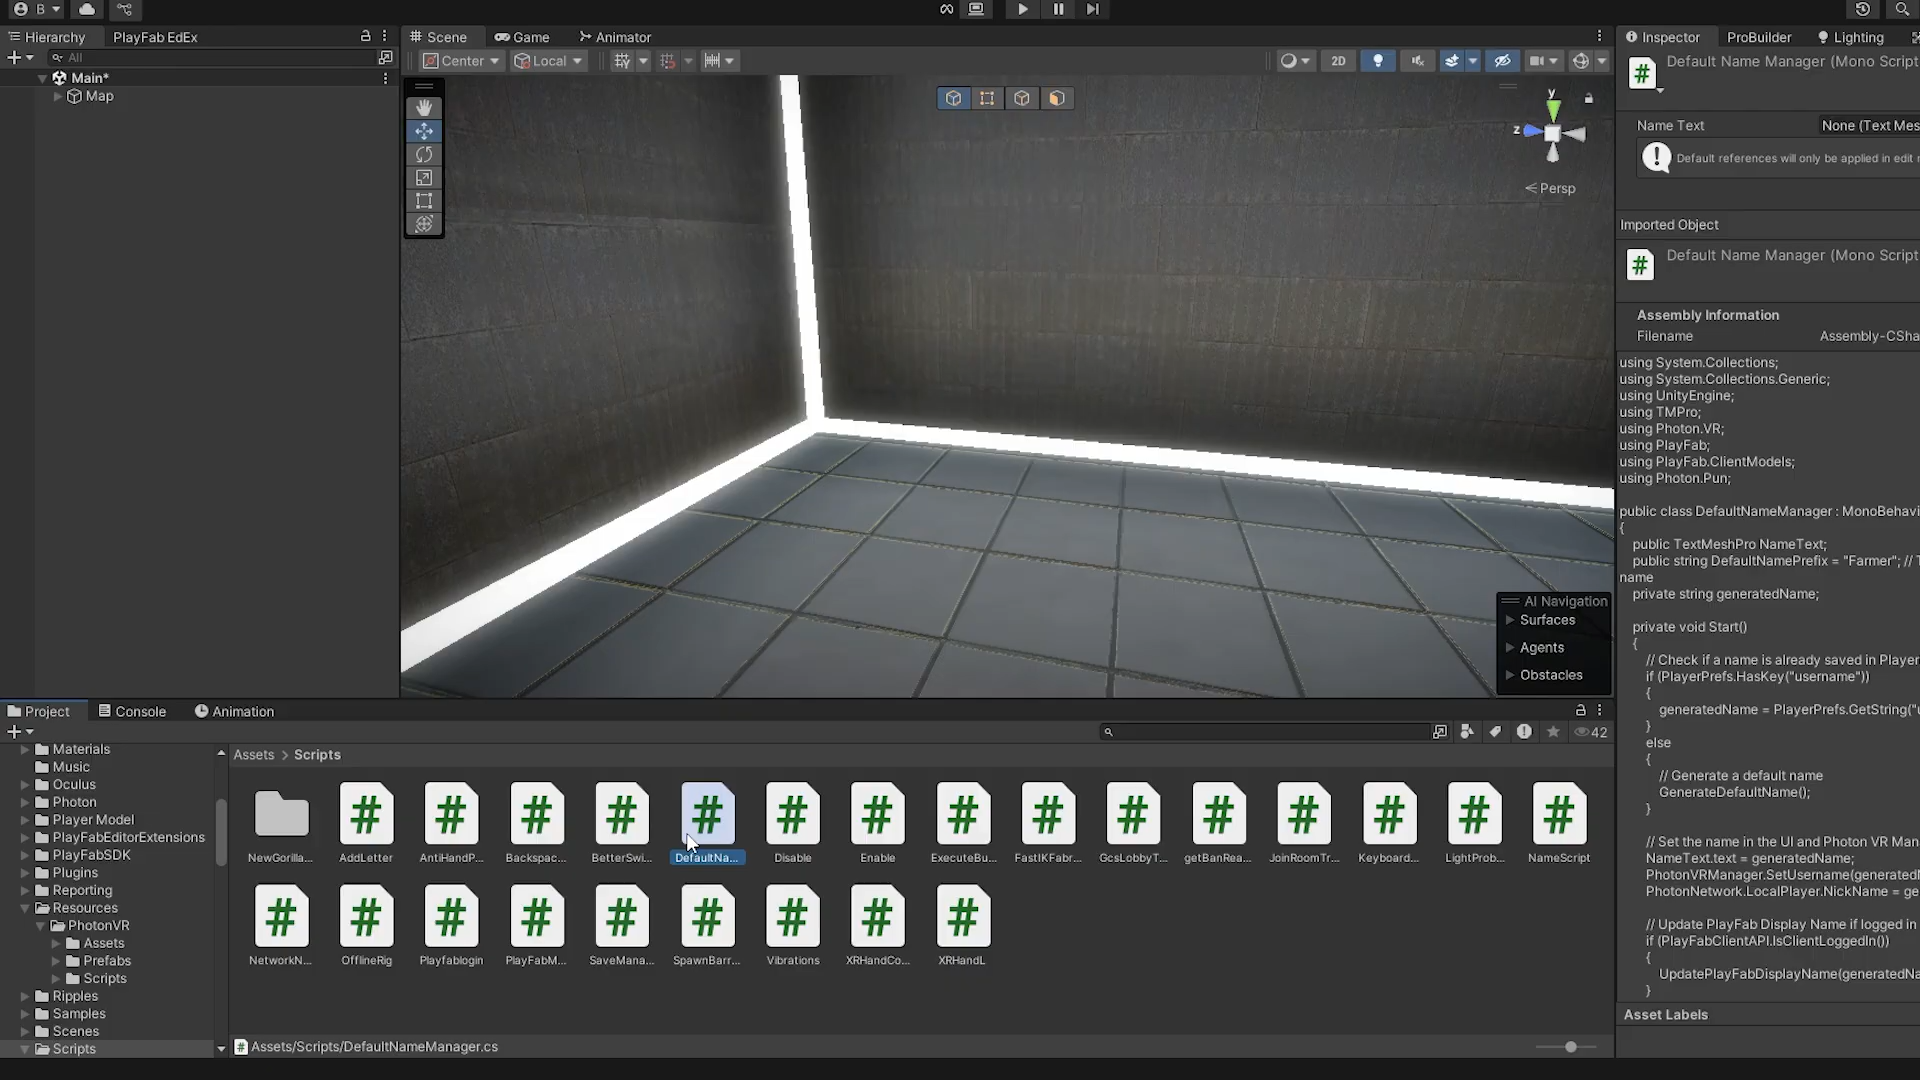 B
Hierarchy
PlayFab EdEx
Scene
Game
Animator
Inspector
ProBuilder
Lighting
All
Center
Local
2D
Default Name Manager (Mono Script
Main*
Map
y
z
Persp
Name Text
None (Text Mes
Default references will only be applied in edit
Imported Object
Default Name Manager (Mono Script
Assembly Information
Filename
Assembly-CSha
using System.Collections;
using System.Collections.Generic;
using UnityEngine;
using TMPro;
using Photon.VR;
using PlayFab;
using PlayFab.ClientModels;
using Photon.Pun;
public class DefaultNameManager : MonoBehavi
{
public TextMeshPro NameText;
public string DefaultNamePrefix = "Farmer"; // T
name
private string generatedName;
private void Start()
{
// Check if a name is already saved in Player
if (PlayerPrefs.HasKey("username"))
{
generatedName = PlayerPrefs.GetString("u
}
else
{
// Generate a default name
GenerateDefaultName();
}
// Set the name in the UI and Photon VR Man
NameText.text = generatedName;
PhotonVRManager.SetUsername(generatedN
PhotonNetwork.LocalPlayer.NickName = ge
// Update PlayFab Display Name if logged in
if (PlayFabClientAPI.IsClientLoggedIn())
{
UpdatePlayFabDisplayName(generatedNa
}
Asset Labels
AI Navigation
Surfaces
Agents
Obstacles
Project
Console
Animation
42
Materials
Music
Oculus
Photon
Player Model
PlayFabEditorExtensions
PlayFabSDK
Plugins
Reporting
Resources
PhotonVR
Assets
Prefabs
Scripts
Ripples
Samples
Scenes
Scripts
Assets > Scripts
NewGorilla...
AddLetter
AntiHandP...
Backspac...
BetterSwi...
DefaultNa...
Disable
Enable
ExecuteBu...
FastIKFabr...
GcsLobbyT...
getBanRea...
JoinRoomTr...
Keyboard...
LightProb...
NameScript
NetworkN...
OfflineRig
Playfablogin
PlayFabM...
SaveMana...
SpawnBarr...
Vibrations
XRHandCo...
XRHandL
Assets/Scripts/DefaultNameManager.cs